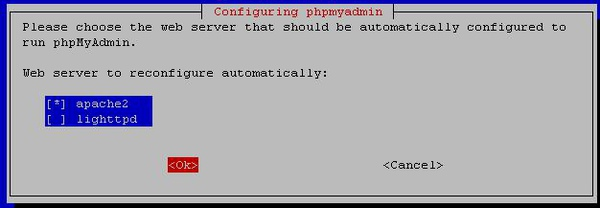 Configuring phpmyadmin
Please choose the web server that should be automatically configured to
run phpMyAdmin.
Web server to reconfigure automatically:
[*] apache2
[ ] lighttpd
<Ok> <Cancel>